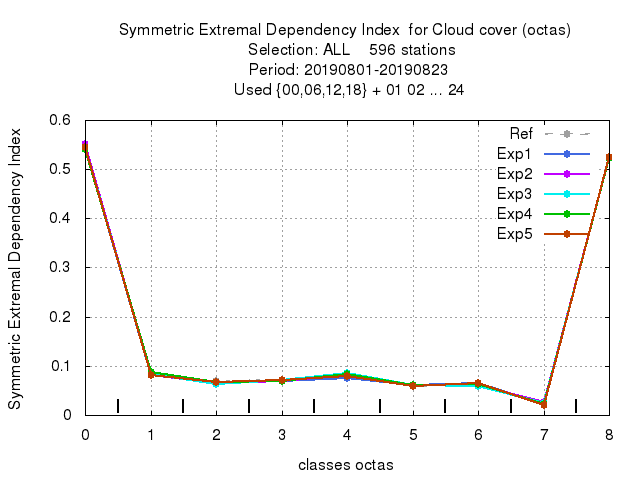 Symmetric Extremal Dependency Index  for Cloud cover (octas)
Selection: ALL    596 stations
Period: 20190801-20190823
Used {00,06,12,18} + 01 02 ... 24
Symmetric Extremal Dependency Index
0.6
0.5
0.4
0.3
0.2
0.1
0
Ref
Exp1
Exp2
Exp3
Exp4
Exp5
0 1 2 3 4 5 6 7 8
classes octas